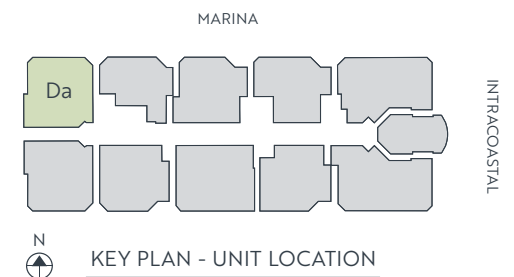 MARINA
Da
INTRACOASTAL
N
KEY PLAN - UNIT LOCATION